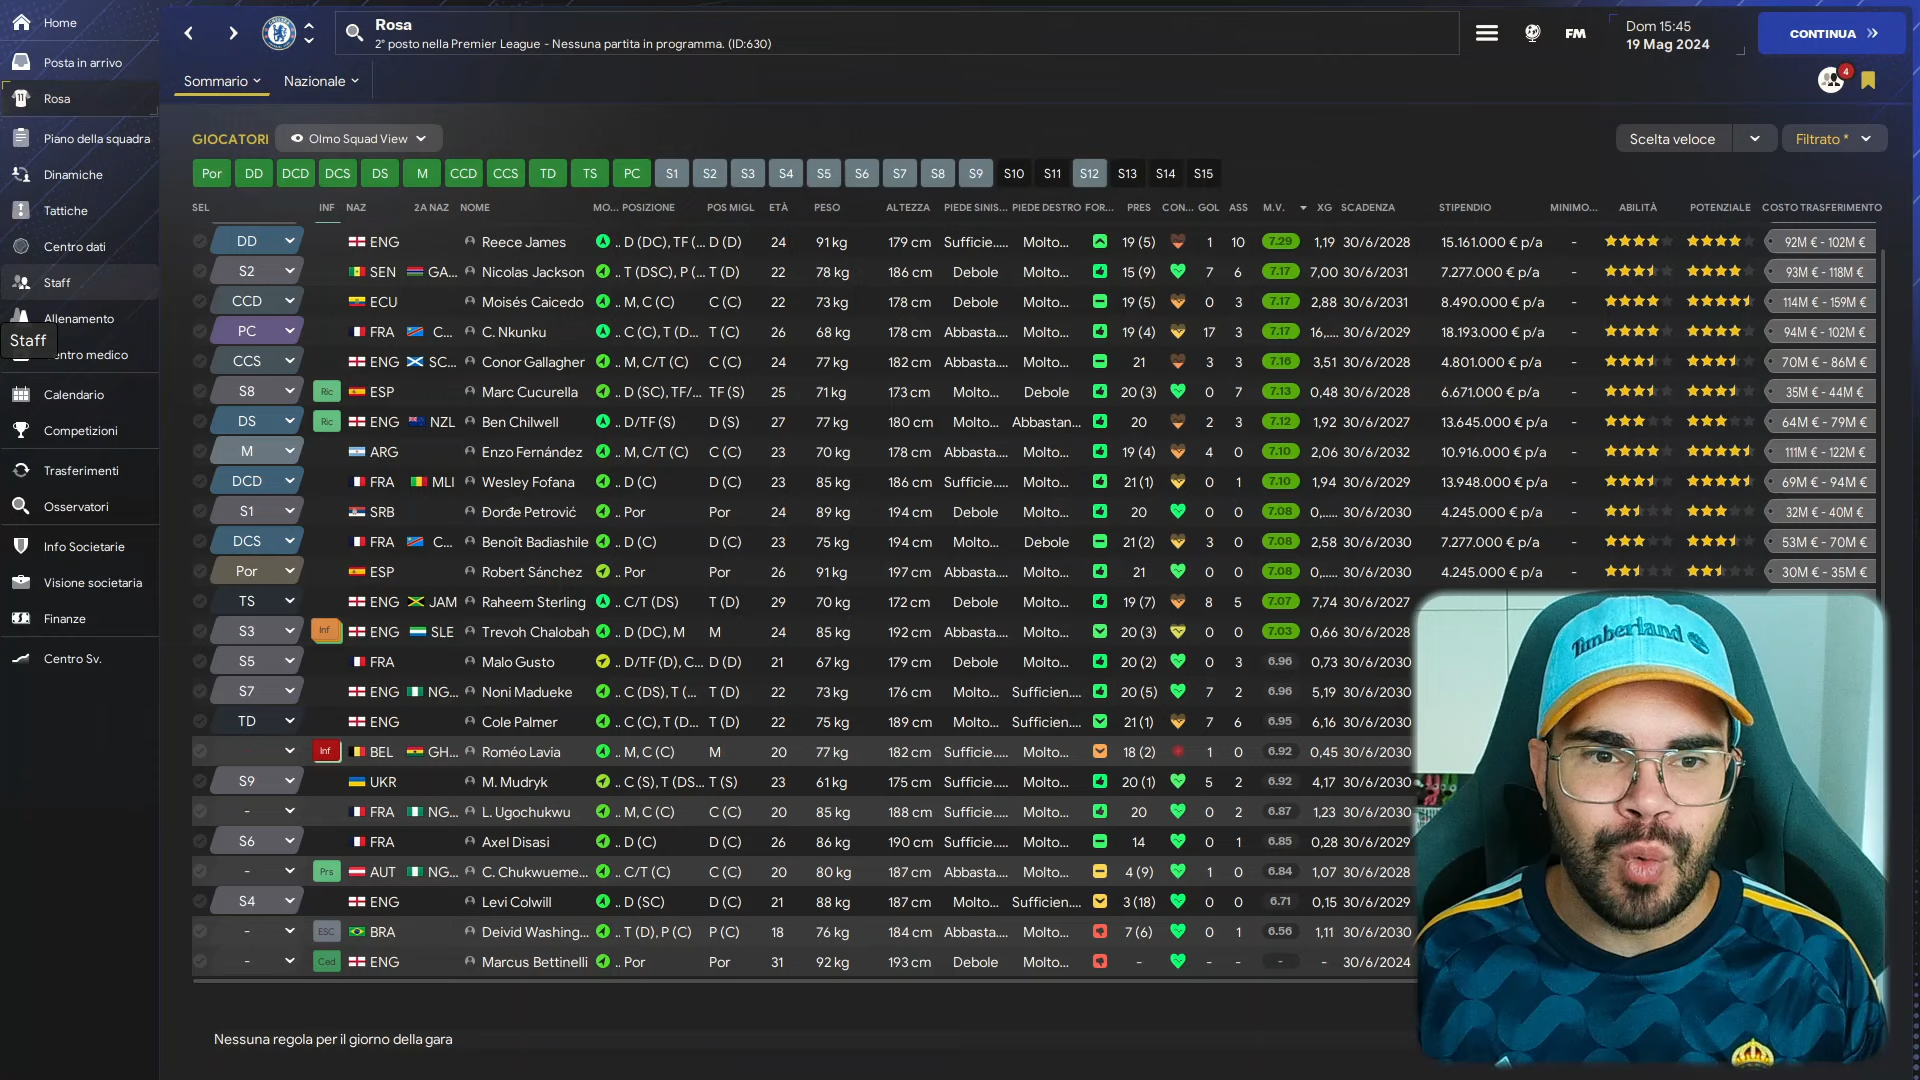 Home
Posta in arrivo
Rosa
Piano della squadra
Dinamiche
Tattiche
Centro dati
Staff
Allenamento
Staff
Calendario
Competizioni
Trasferimenti
Osservatori
Info Societarie
Visione societaria
Finanze
Centro Sv.
Rosa
2° posto nella Premier League - Nessuna partita in programma. (ID:630)
FM
Dom 15:45
19 Mag 2024
CONTINUA
Sommario Nazionale
4
GIOCATORI Olmo Squad View Scelta veloce Filtrato *
Por DD DCD DCS DS M CCD CCS TD TS PC S1 S2 S3 S4 S5 S6 S7 S8 S9 S10 S11 S12 S13 S14 S15
SEL INF NAZ 2A NAZ NOME MO... POSIZIONE POS MIGL ETÀ PESO ALTEZZA PIEDE SINIS... PIEDE DESTRO FOR... PRES CON... GOL ASS M.V. XG SCADENZA STIPENDIO MINIMO... ABILITÀ POTENZIALE COSTO TRASFERIMENTO
DD ENG Reece James .. D (DC), TF (... D (D) 24 91 kg 179 cm Sufficie.... Molto... 19 (5) 1 10 7.29 1,19 30/6/2028 15.161.000 € p/a - 92M € - 102M €
S2 SEN GA... Nicolas Jackson .. T (DSC), P (... T (D) 22 78 kg 186 cm Debole Molto... 15 (9) 7 6 7.17 7,00 30/6/2031 7.277.000 € p/a - 93M € - 118M €
CCD ECU Moisés Caicedo .. M, C (C) C (C) 22 73 kg 178 cm Debole Molto... 19 (5) 0 3 7.17 2,88 30/6/2031 8.490.000 € p/a - 114M € - 159M €
PC FRA C... C. Nkunku .. C (C), T (D... T (C) 26 68 kg 178 cm Abbasta... Molto... 19 (4) 17 3 7.17 16,.... 30/6/2029 18.193.000 € p/a - 94M € - 102M €
CCS ENG SC... Conor Gallagher .. M, C/T (C) C (C) 24 77 kg 182 cm Abbasta... Molto... 21 3 3 7.16 3,51 30/6/2028 4.801.000 € p/a - 70M € - 86M €
S8 Ric ESP Marc Cucurella .. D (SC), TF/... TF (S) 25 71 kg 173 cm Molto... Debole 20 (3) 0 7 7.13 0,48 30/6/2028 6.671.000 € p/a - 35M € - 44M €
DS Ric ENG NZL Ben Chilwell .. D/TF (S) D (S) 27 77 kg 180 cm Molto... Abbastan... 20 2 3 7.12 1,92 30/6/2027 13.645.000 € p/a - 64M € - 79M €
M ARG Enzo Fernández .. M, C/T (C) C (C) 23 70 kg 178 cm Abbasta... Molto... 19 (4) 4 0 7.10 2,06 30/6/2032 10.916.000 € p/a - 111M € - 122M €
DCD FRA MLI Wesley Fofana .. D (C) D (C) 23 85 kg 186 cm Sufficie.... Molto... 21 (1) 0 1 7.10 1,94 30/6/2029 13.948.000 € p/a - 69M € - 94M €
S1 SRB Đorđe Petrović .. Por Por 24 89 kg 194 cm Debole Molto... 20 0 0 7.08 0,.... 30/6/2030 4.245.000 € p/a - 32M € - 40M €
DCS FRA C... Benoît Badiashile .. D (C) D (C) 23 75 kg 194 cm Molto... Debole 21 (2) 3 0 7.08 2,58 30/6/2030 7.277.000 € p/a - 53M € - 70M €
Por ESP Robert Sánchez .. Por Por 26 91 kg 197 cm Abbasta... Molto... 21 0 0 7.08 0,.... 30/6/2030 4.245.000 € p/a - 30M € - 35M €
TS ENG JAM Raheem Sterling .. C/T (DS) T (D) 29 70 kg 172 cm Debole Molto... 19 (7) 8 5 7.07 7,74 30/6/2027
S3 Inf ENG SLE Trevoh Chalobah .. D (DC), M M 24 85 kg 192 cm Abbasta... Molto... 20 (3) 0 0 7.03 0,66 30/6/2028
S5 FRA Malo Gusto .. D/TF (D), C... D (D) 21 67 kg 179 cm Debole Molto... 20 (2) 0 3 6.96 0,73 30/6/2030
S7 ENG NG... Noni Madueke .. C (DS), T (... T (D) 22 73 kg 176 cm Molto... Sufficien.... 20 (5) 7 2 6.96 5,19 30/6/2030
TD ENG Cole Palmer .. C (C), T (D... T (D) 22 75 kg 189 cm Molto... Sufficien.... 21 (1) 7 6 6.95 6,16 30/6/2030
Inf BEL GH... Roméo Lavia .. M, C (C) M 20 77 kg 182 cm Sufficie.... Molto... 18 (2) 1 0 6.92 0,45 30/6/2030
S9 UKR M. Mudryk .. C (S), T (DS... T (S) 23 61 kg 175 cm Sufficie.... Molto... 20 (1) 5 2 6.92 4,17 30/6/2030
- FRA NG... L. Ugochukwu .. M, C (C) C (C) 20 85 kg 188 cm Sufficie.... Molto... 20 0 2 6.87 1,23 30/6/2030
S6 FRA Axel Disasi .. D (C) D (C) 26 86 kg 190 cm Sufficie.... Molto... 14 0 1 6.85 0,28 30/6/2029
- Prs AUT NG... C. Chukwueme... .. C/T (C) C (C) 20 80 kg 187 cm Abbasta... Molto... 4 (9) 1 0 6.84 1,07 30/6/2028
S4 ENG Levi Colwill .. D (SC) D (C) 21 88 kg 187 cm Molto... Sufficien.... 3 (18) 0 0 6.71 0,15 30/6/2029
- ESC BRA Deivid Washing... .. T (D), P (C) P (C) 18 76 kg 184 cm Abbasta... Molto... 7 (6) 0 1 6.56 1,11 30/6/2030
- Ced ENG Marcus Bettinelli .. Por Por 31 92 kg 193 cm Debole Molto... - - - - - 30/6/2024
Nessuna regola per il giorno della gara
Timberland